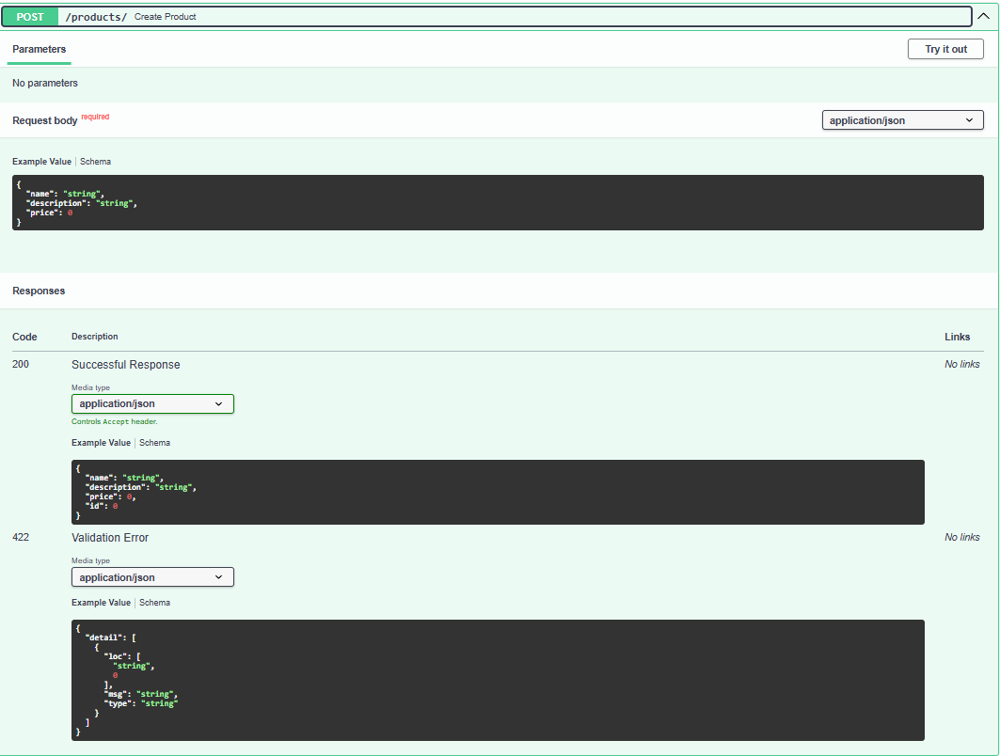 POST /products/ Create Product
Parameters
Try it out
No parameters
Request body required
application/json
Example Value Schema
{
  "name": "string",
  "description": "string",
  "price": 0
}
Responses
Code Description Links
200 Successful Response No links
Media type
application/json
Controls Accept header.
Example Value Schema
{
  "name": "string",
  "description": "string",
  "price": 0,
  "id": 0
}
422 Validation Error No links
Media type
application/json
Example Value Schema
{
  "detail": [
    {
      "loc": [
        "string",
        0
      ],
      "msg": "string",
      "type": "string"
    }
  ]
}